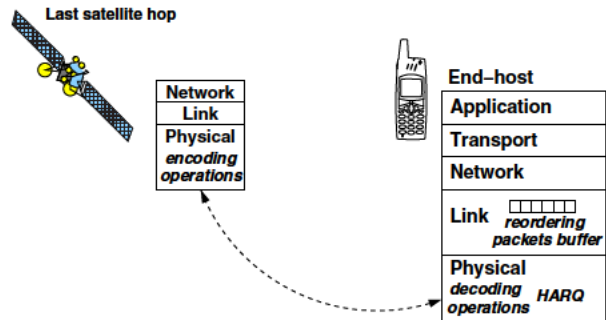 Last satellite hop
Network
Link
Physical
encoding
operations
End-host
Application
Transport
Network
Link
reordering
packets buffer
Physical
decoding
operations HARQ